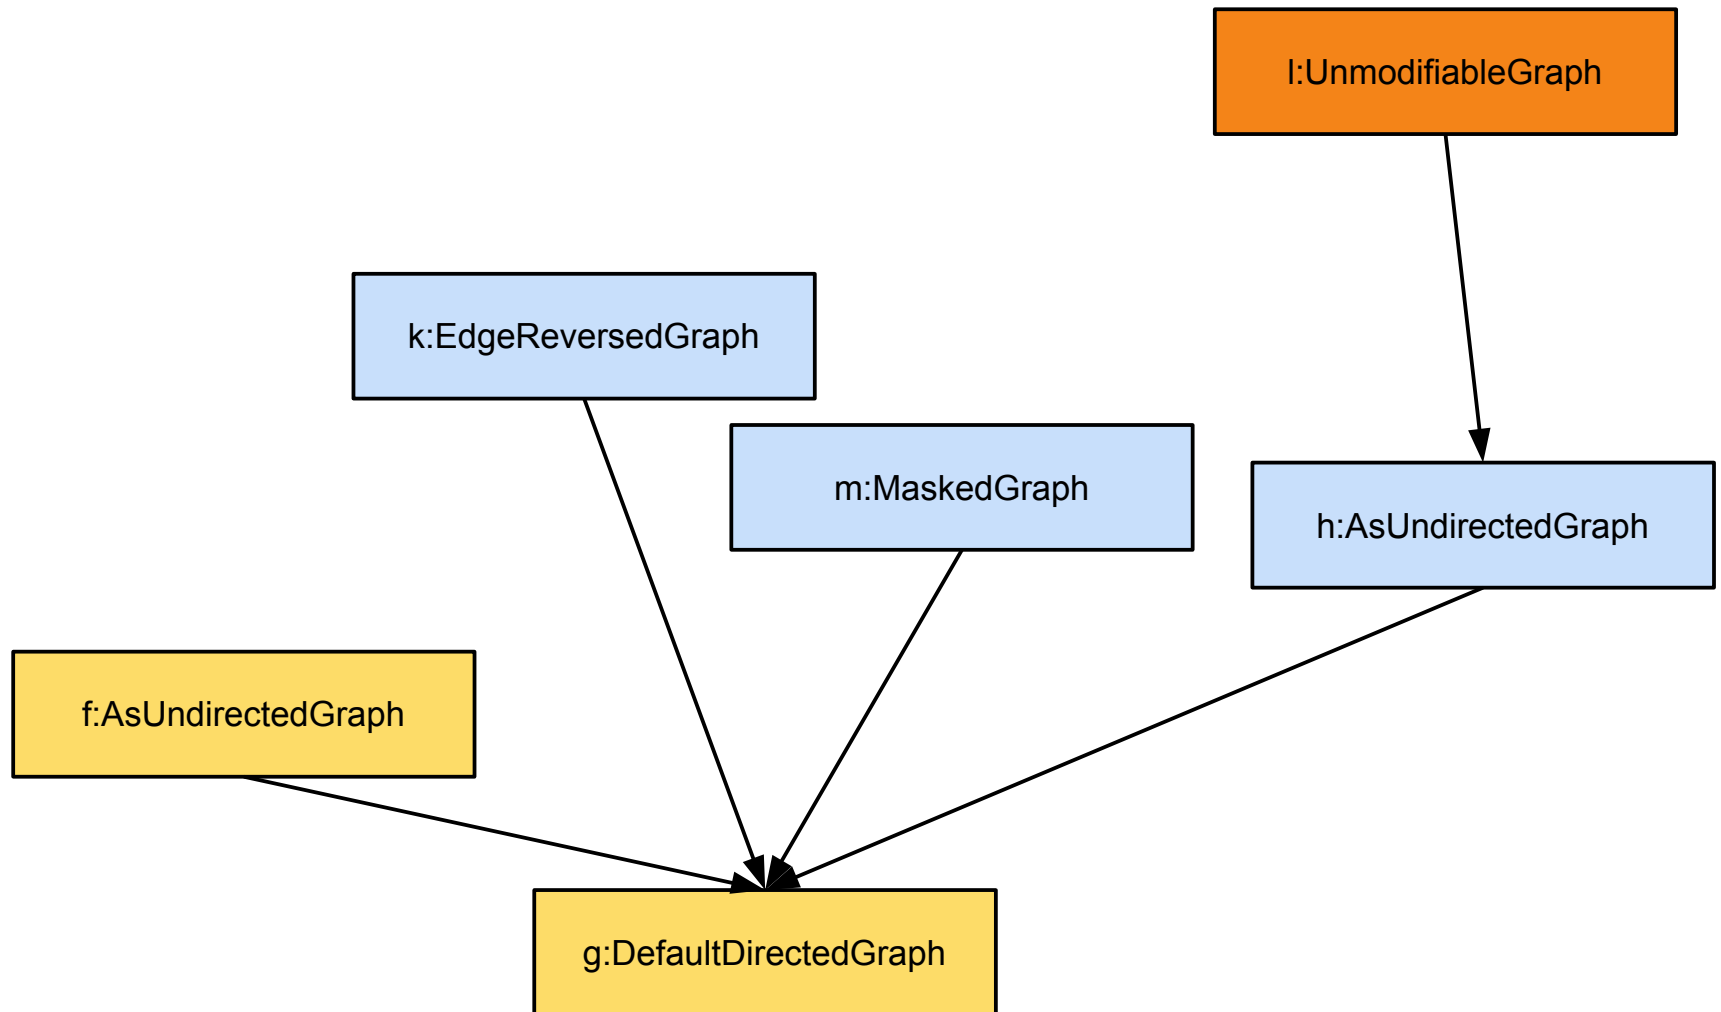 l:UnmodifiableGraph
k:EdgeReversedGraph
m:MaskedGraph
h:AsUndirectedGraph
f:AsUndirectedGraph
g:DefaultDirectedGraph